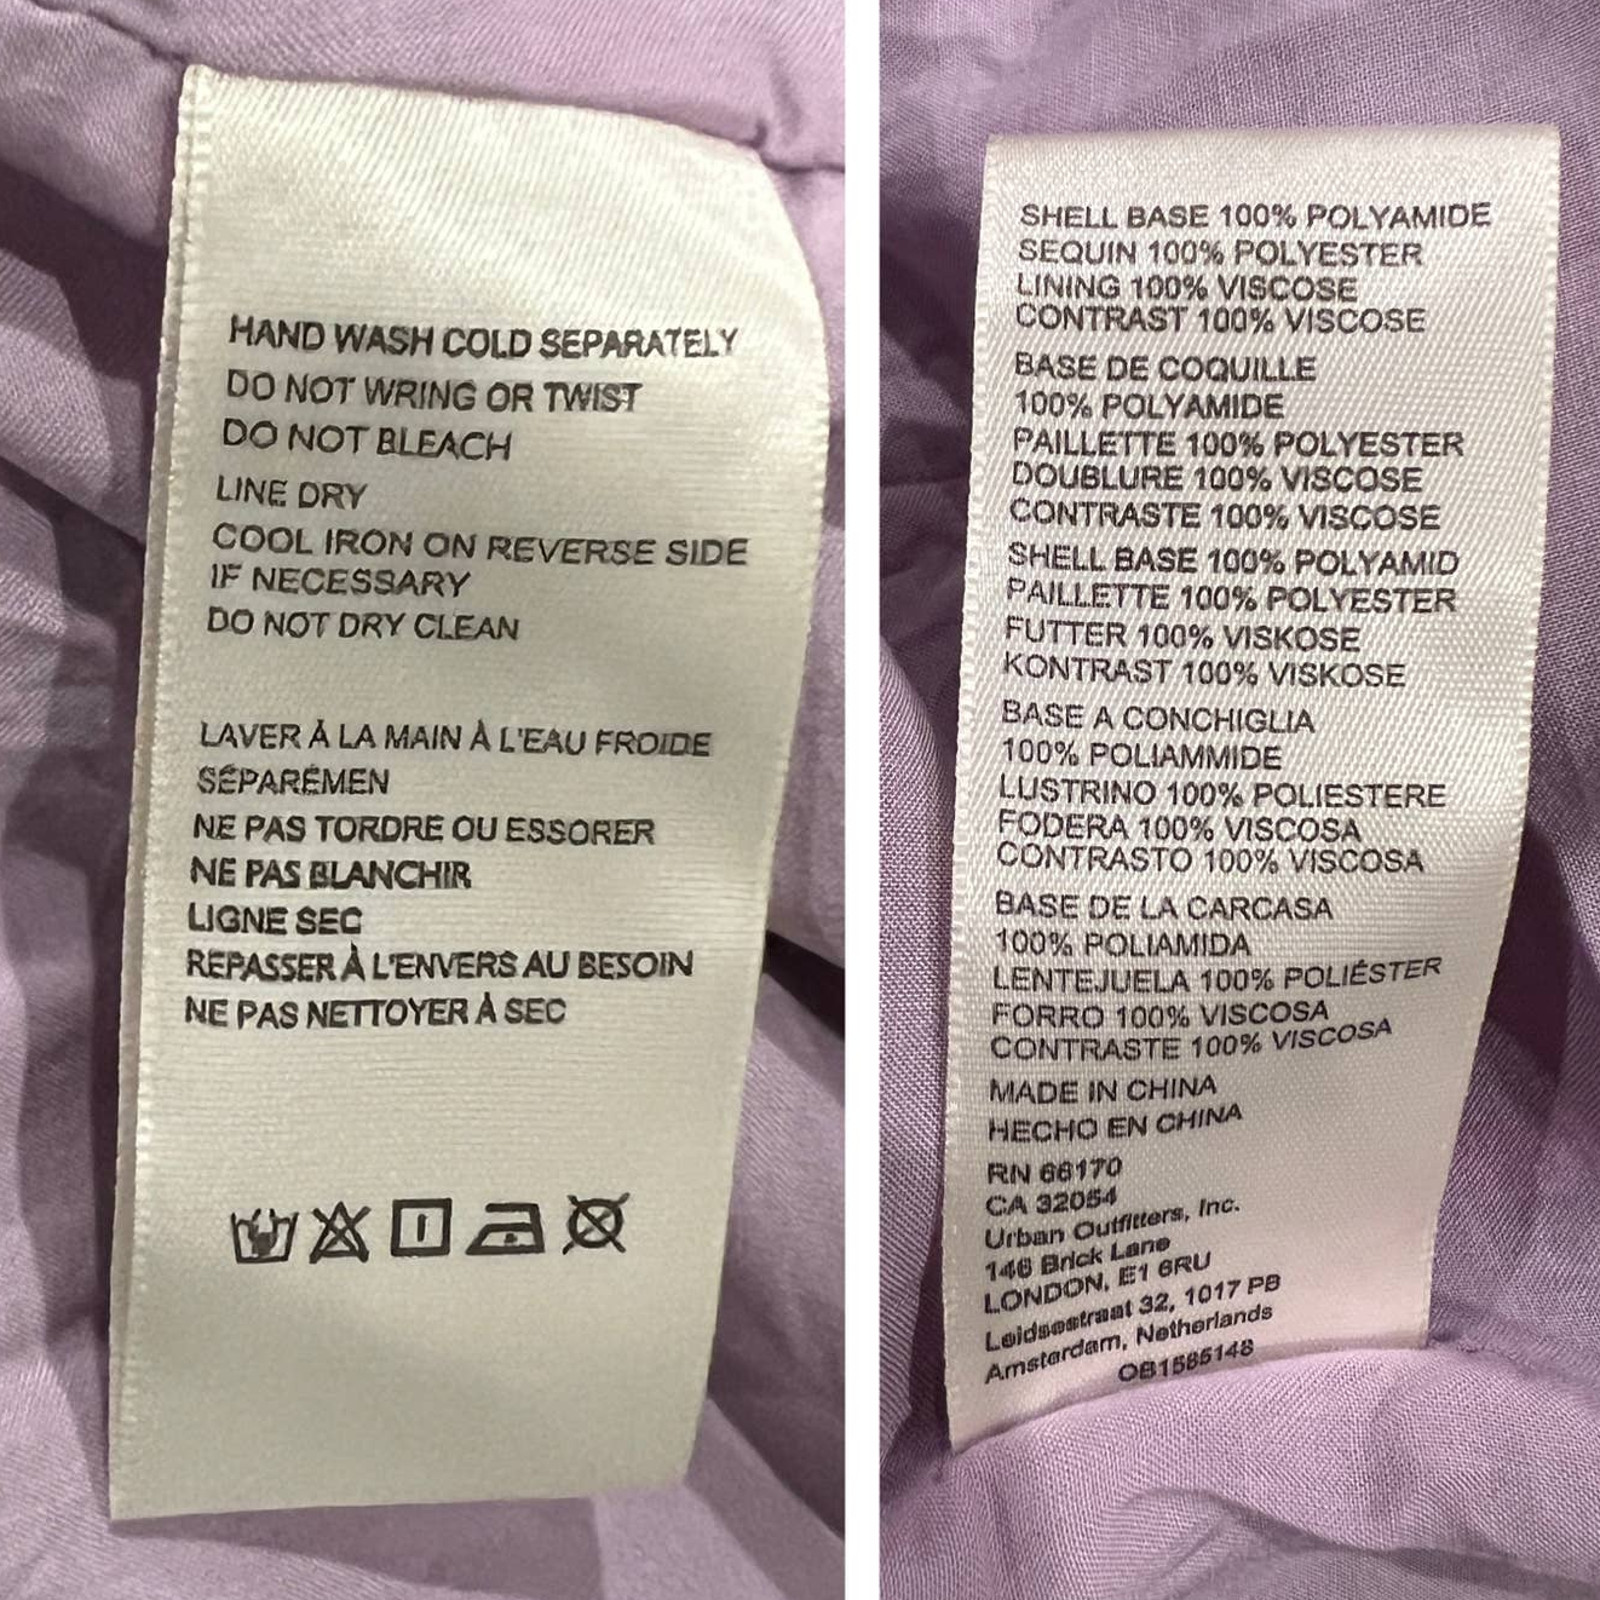 HAND WASH COLD SEPARATELY
DO NOT WRING OR TWIST
DO NOT BLEACH
LINE DRY
COOL IRON ON REVERSE SIDE
IF NECESSARY
DO NOT DRY CLEAN
LAVER À LA MAIN À L'EAU FROIDE
SÉPARÉMEN
NE PAS TORDRE OU ESSORER
NE PAS BLANCHIR
LIGNE SEC
REPASSER À L'ENVERS AU BESOIN
NE PAS NETTOYER À SEC
SHELL BASE 100% POLYAMIDE
SEQUIN 100% POLYESTER
LINING 100% VISCOSE
CONTRAST 100% VISCOSE
BASE DE COQUILLE
100% POLYAMIDE
PAILLETTE 100% POLYESTER
DOUBLURE 100% VISCOSE
CONTRASTE 100% VISCOSE
SHELL BASE 100% POLYAMID
PAILLETTE 100% POLYESTER
FUTTER 100% VISKOSE
KONTRAST 100% VISKOSE
BASE A CONCHIGLIA
100% POLIAMMIDE
LUSTRINO 100% POLIESTERE
FODERA 100% VISCOSA
CONTRASTO 100% VISCOSA
BASE DE LA CARCASA
100% POLIAMIDA
LENTEJUELA 100% POLIÉSTER
FORRO 100% VISCOSA
CONTRASTE 100% VISCOSA
MADE IN CHINA
HECHO EN CHINA
RN 66170
CA 32054
Urban Outfitters, Inc.
146 Brick Lane
LONDON, E1 6RU
Leidsestraat 32, 1017 PB
Amsterdam, Netherlands
OB1585148